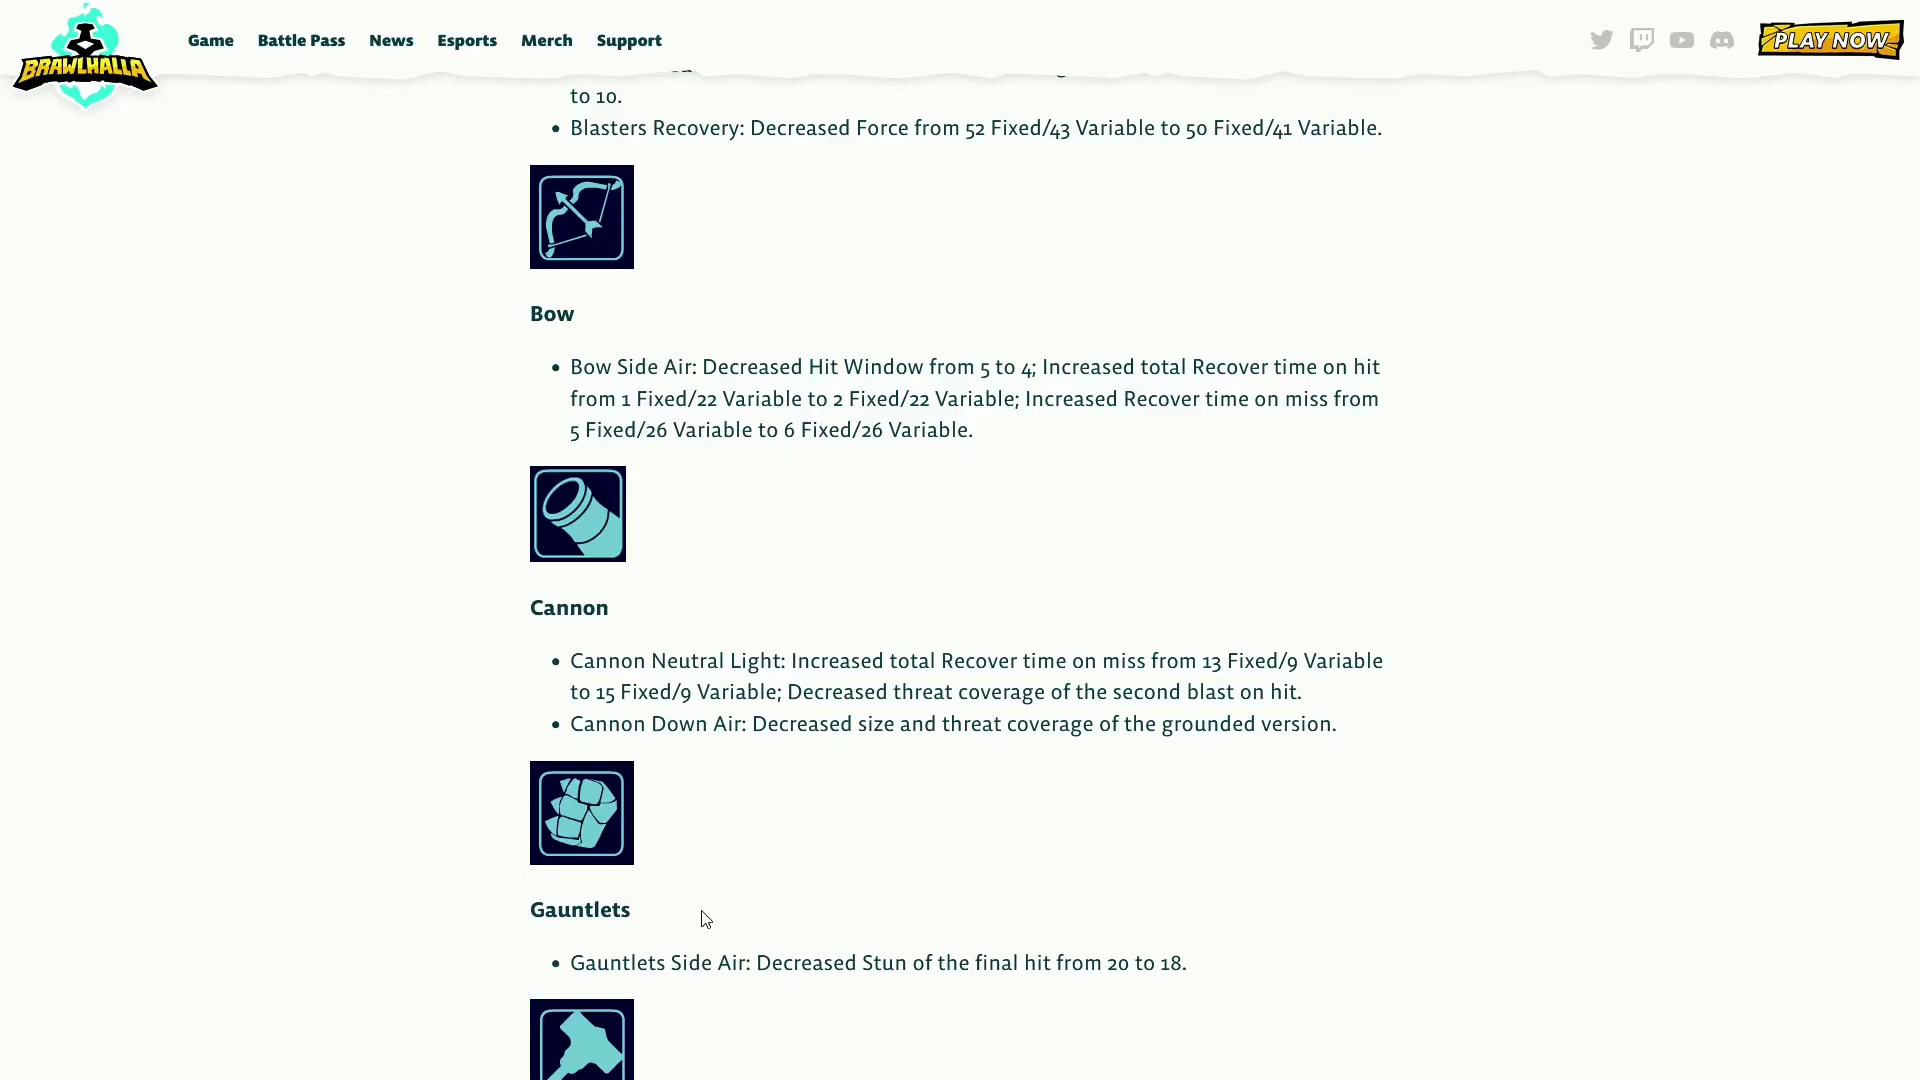 Game Battle Pass News Esports Merch Support
BRAWLHALLA
PLAY NOW
to 10.
• Blasters Recovery: Decreased Force from 52 Fixed/43 Variable to 50 Fixed/41 Variable.
Bow
• Bow Side Air: Decreased Hit Window from 5 to 4; Increased total Recover time on hit
from 1 Fixed/22 Variable to 2 Fixed/22 Variable; Increased Recover time on miss from
5 Fixed/26 Variable to 6 Fixed/26 Variable.
Cannon
• Cannon Neutral Light: Increased total Recover time on miss from 13 Fixed/9 Variable
to 15 Fixed/9 Variable; Decreased threat coverage of the second blast on hit.
• Cannon Down Air: Decreased size and threat coverage of the grounded version.
Gauntlets
• Gauntlets Side Air: Decreased Stun of the final hit from 20 to 18.